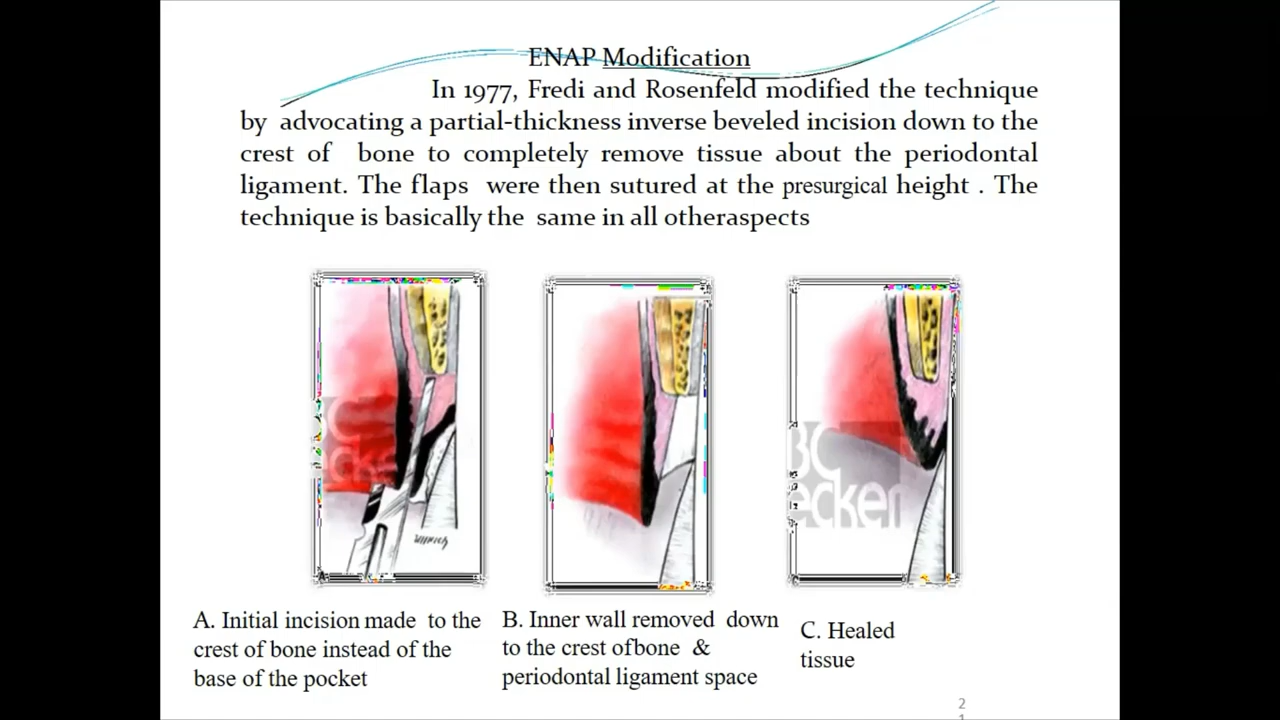 ENAP Modification
In 1977, Fredi and Rosenfeld modified the technique
by advocating a partial-thickness inverse beveled incision down to the
crest of bone to completely remove tissue about the periodontal
ligament. The flaps were then sutured at the presurgical height . The
technique is basically the same in all otheraspects
BC
ecker
A. Initial incision made to the
crest of bone instead of the
base of the pocket
B. Inner wall removed down
to the crest ofbone &
periodontal ligament space
C. Healed
tissue
2
1